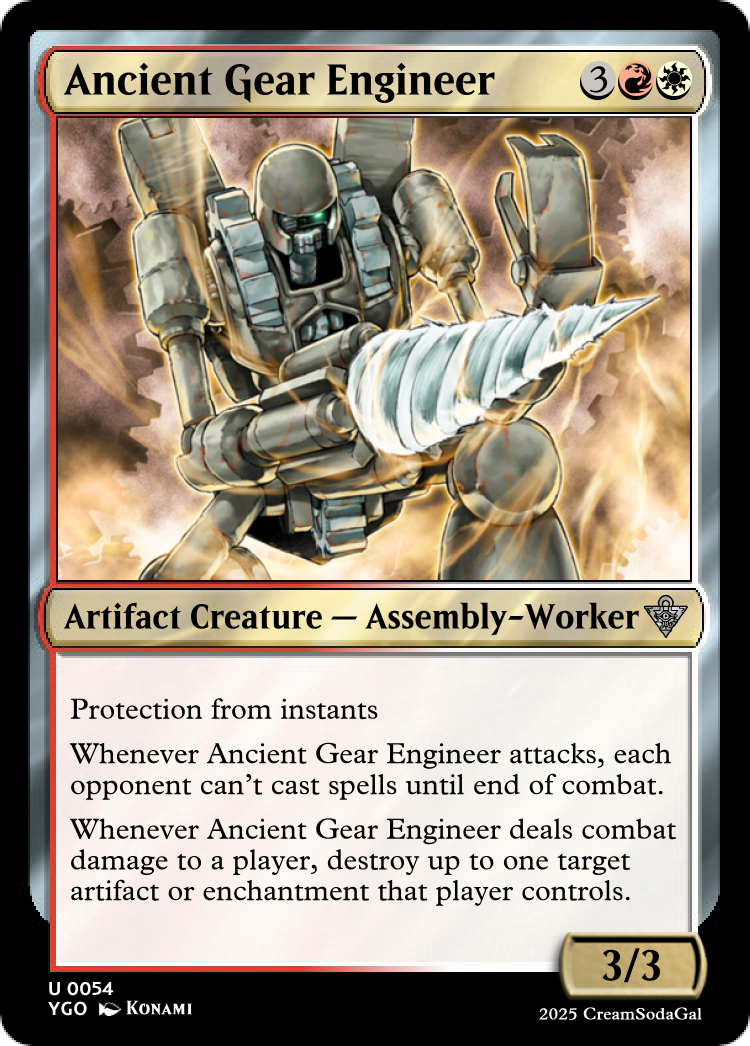 Ancient Gear Engineer 3
Artifact Creature — Assembly-Worker
Protection from instants
Whenever Ancient Gear Engineer attacks, each
opponent can't cast spells until end of combat.
Whenever Ancient Gear Engineer deals combat
damage to a player, destroy up to one target
artifact or enchantment that player controls.
3/3
U 0054
YGO KONAMI
2025 CreamSodaGal